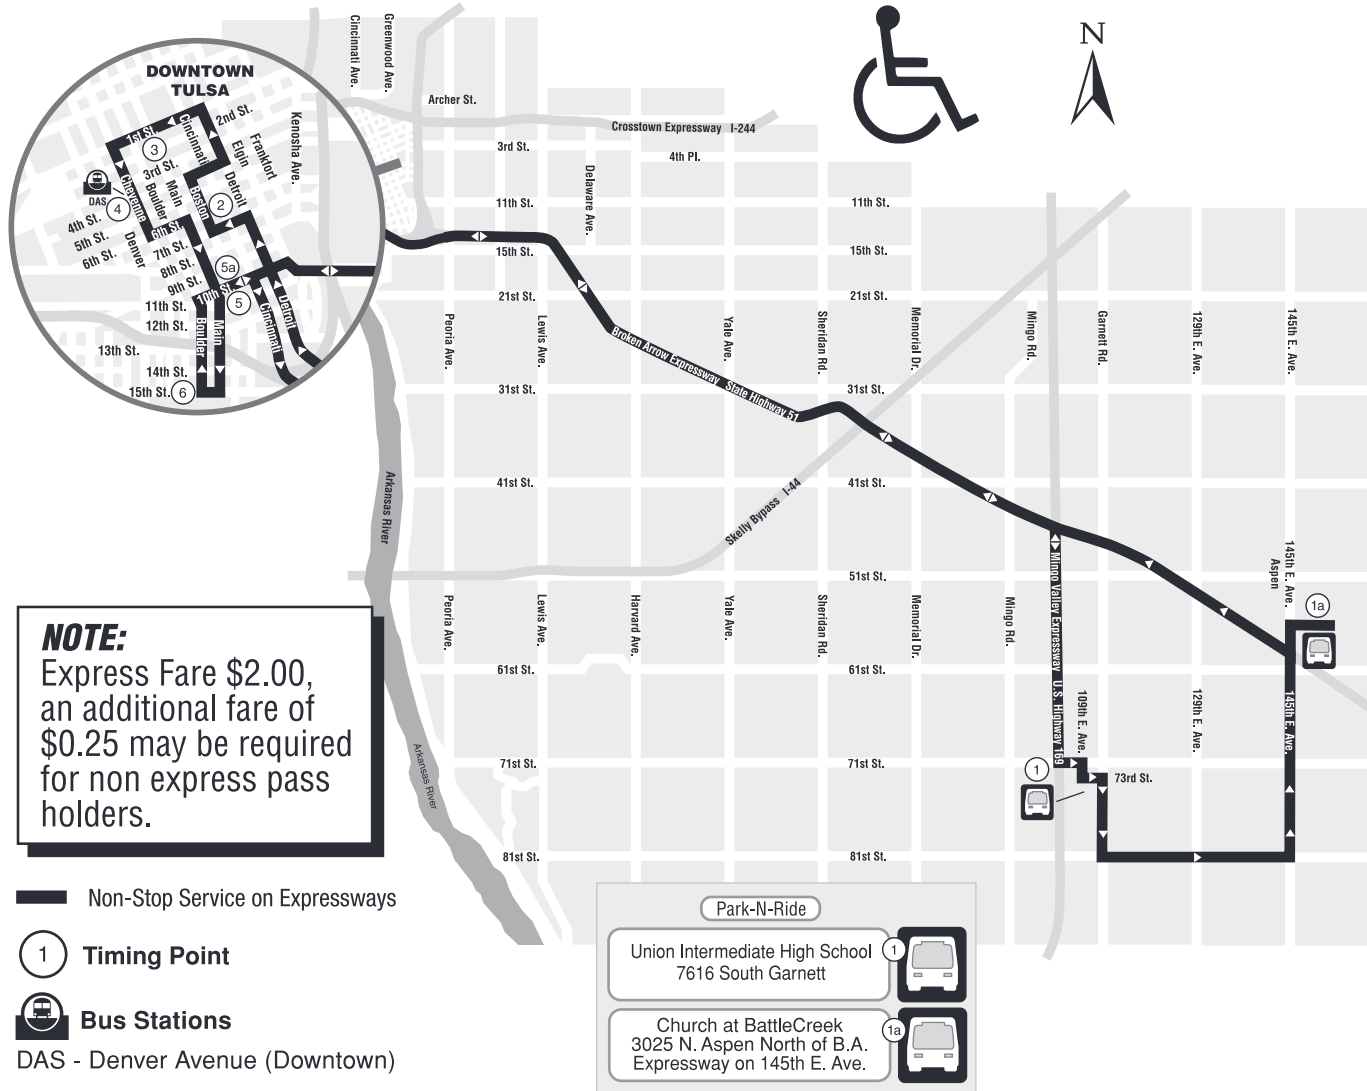 DOWNTOWN
TULSA
2nd St.
1st St.
Cincinnati
3
3rd St.
Elgin
Frankfort
Kenosha Ave.
DAS
4
Cheyenne
Boulder
Main
Boston
Detroit
2
4th St.
5th St.
6th St.
Denver
6th St.
7th St.
8th St.
9th St.
5a
10th St.
5
11th St.
12th St.
13th St.
14th St.
15th St.
6
Boulder
Main
Cincinnati
Detroit
Cincinnati Ave.
Greenwood Ave.
Archer St.
Crosstown Expressway I-244
3rd St.
4th Pl.
Delaware Ave.
11th St.
11th St.
15th St.
15th St.
21st St.
21st St.
Peoria Ave.
Lewis Ave.
Yale Ave.
Sheridan Rd.
Memorial Dr.
Mingo Rd.
Garnett Rd.
129th E. Ave.
145th E. Ave.
Broken Arrow Expressway State Highway 51
31st St.
31st St.
41st St.
41st St.
Skelly Bypass I-44
Arkansas River
51st St.
145th E. Ave.
Aspen
1a
Peoria Ave.
Lewis Ave.
Harvard Ave.
Yale Ave.
Sheridan Rd.
Memorial Dr.
Mingo Rd.
Mingo Valley Expressway U.S. Highway 169
61st St.
61st St.
109th E. Ave.
129th E. Ave.
145th E. Ave.
Arkansas River
71st St.
71st St.
1
73rd St.
81st St.
81st St.
N
NOTE:
Express Fare $2.00,
an additional fare of
$0.25 may be required
for non express pass
holders.
Non-Stop Service on Expressways
1
Timing Point
Bus Stations
DAS - Denver Avenue (Downtown)
Park-N-Ride
Union Intermediate High School
7616 South Garnett
1
Church at BattleCreek
3025 N. Aspen North of B.A.
Expressway on 145th E. Ave.
1a